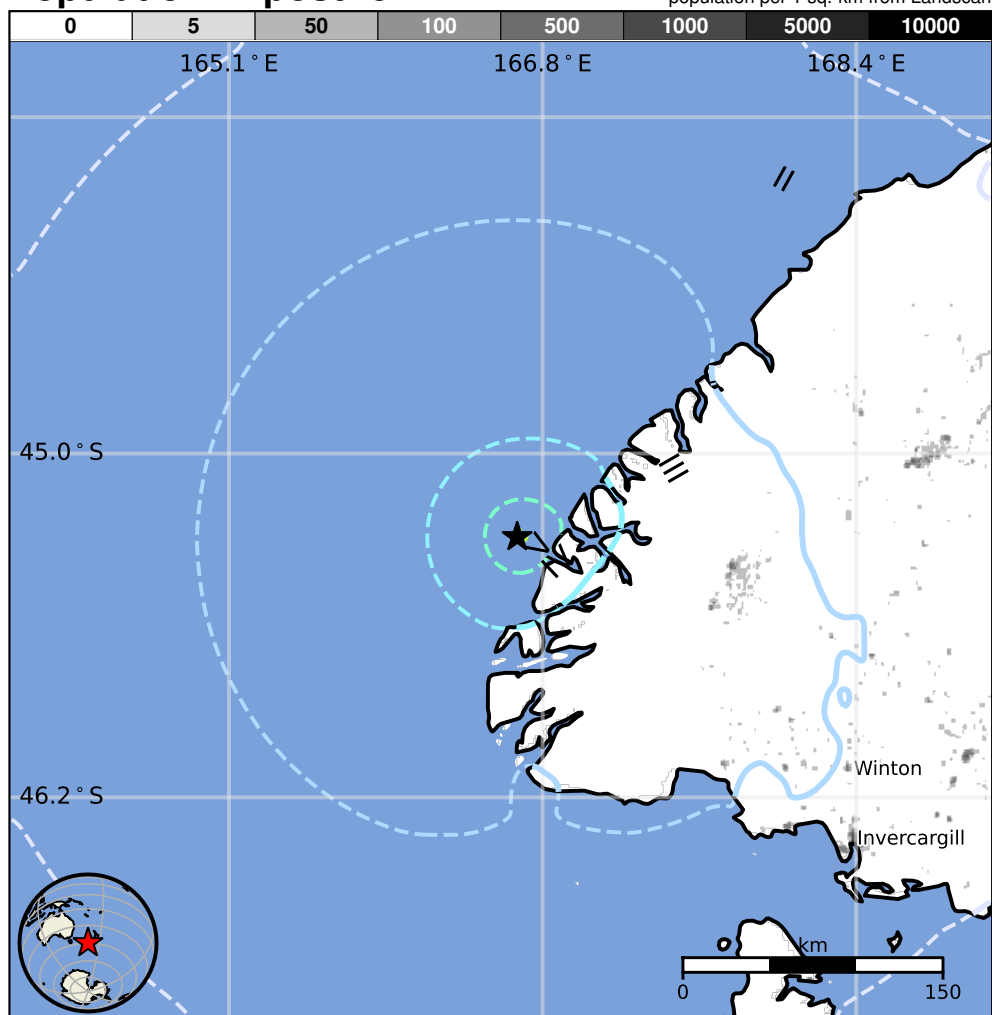 population per 1 sq. km from Landscan
0 5 50 100 500 1000 5000 10000
165.1°E 166.8°E 168.4°E
45.0°S
46.2°S
Winton
Invercargill
km
0 150